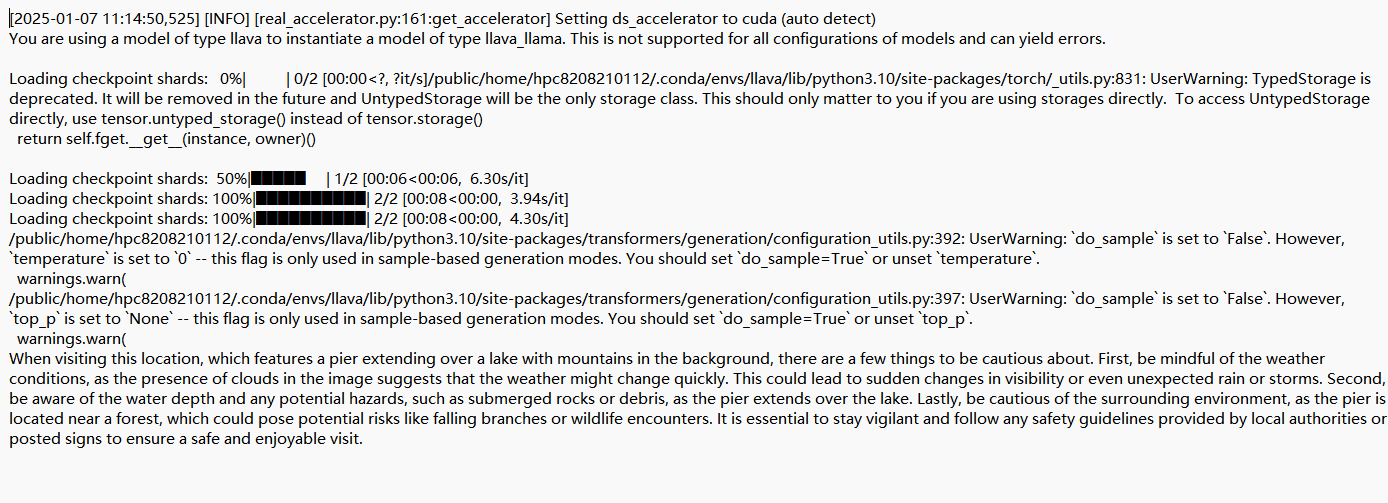 [2025-01-07 11:14:50,525] [INFO] [real_accelerator.py:161:get_accelerator] Setting ds_accelerator to cuda (auto detect)
You are using a model of type llava to instantiate a model of type llava_llama. This is not supported for all configurations of models and can yield errors.
Loading checkpoint shards:   0%|          | 0/2 [00:00<?, ?it/s]/public/home/hpc8208210112/.conda/envs/llava/lib/python3.10/site-packages/torch/_utils.py:831: UserWarning: TypedStorage is
deprecated. It will be removed in the future and UntypedStorage will be the only storage class. This should only matter to you if you are using storages directly.  To access UntypedStorage
directly, use tensor.untyped_storage() instead of tensor.storage()
  return self.fget.__get__(instance, owner)()
Loading checkpoint shards:  50%|█████     | 1/2 [00:06<00:06,  6.30s/it]
Loading checkpoint shards: 100%|██████████| 2/2 [00:08<00:00,  3.94s/it]
Loading checkpoint shards: 100%|██████████| 2/2 [00:08<00:00,  4.30s/it]
/public/home/hpc8208210112/.conda/envs/llava/lib/python3.10/site-packages/transformers/generation/configuration_utils.py:392: UserWarning: `do_sample` is set to `False`. However,
`temperature` is set to `0` -- this flag is only used in sample-based generation modes. You should set `do_sample=True` or unset `temperature`.
  warnings.warn(
/public/home/hpc8208210112/.conda/envs/llava/lib/python3.10/site-packages/transformers/generation/configuration_utils.py:397: UserWarning: `do_sample` is set to `False`. However,
`top_p` is set to `None` -- this flag is only used in sample-based generation modes. You should set `do_sample=True` or unset `top_p`.
  warnings.warn(
When visiting this location, which features a pier extending over a lake with mountains in the background, there are a few things to be cautious about. First, be mindful of the weather
conditions, as the presence of clouds in the image suggests that the weather might change quickly. This could lead to sudden changes in visibility or even unexpected rain or storms. Second,
be aware of the water depth and any potential hazards, such as submerged rocks or debris, as the pier extends over the lake. Lastly, be cautious of the surrounding environment, as the pier is
located near a forest, which could pose potential risks like falling branches or wildlife encounters. It is essential to stay vigilant and follow any safety guidelines provided by local authorities or
posted signs to ensure a safe and enjoyable visit.